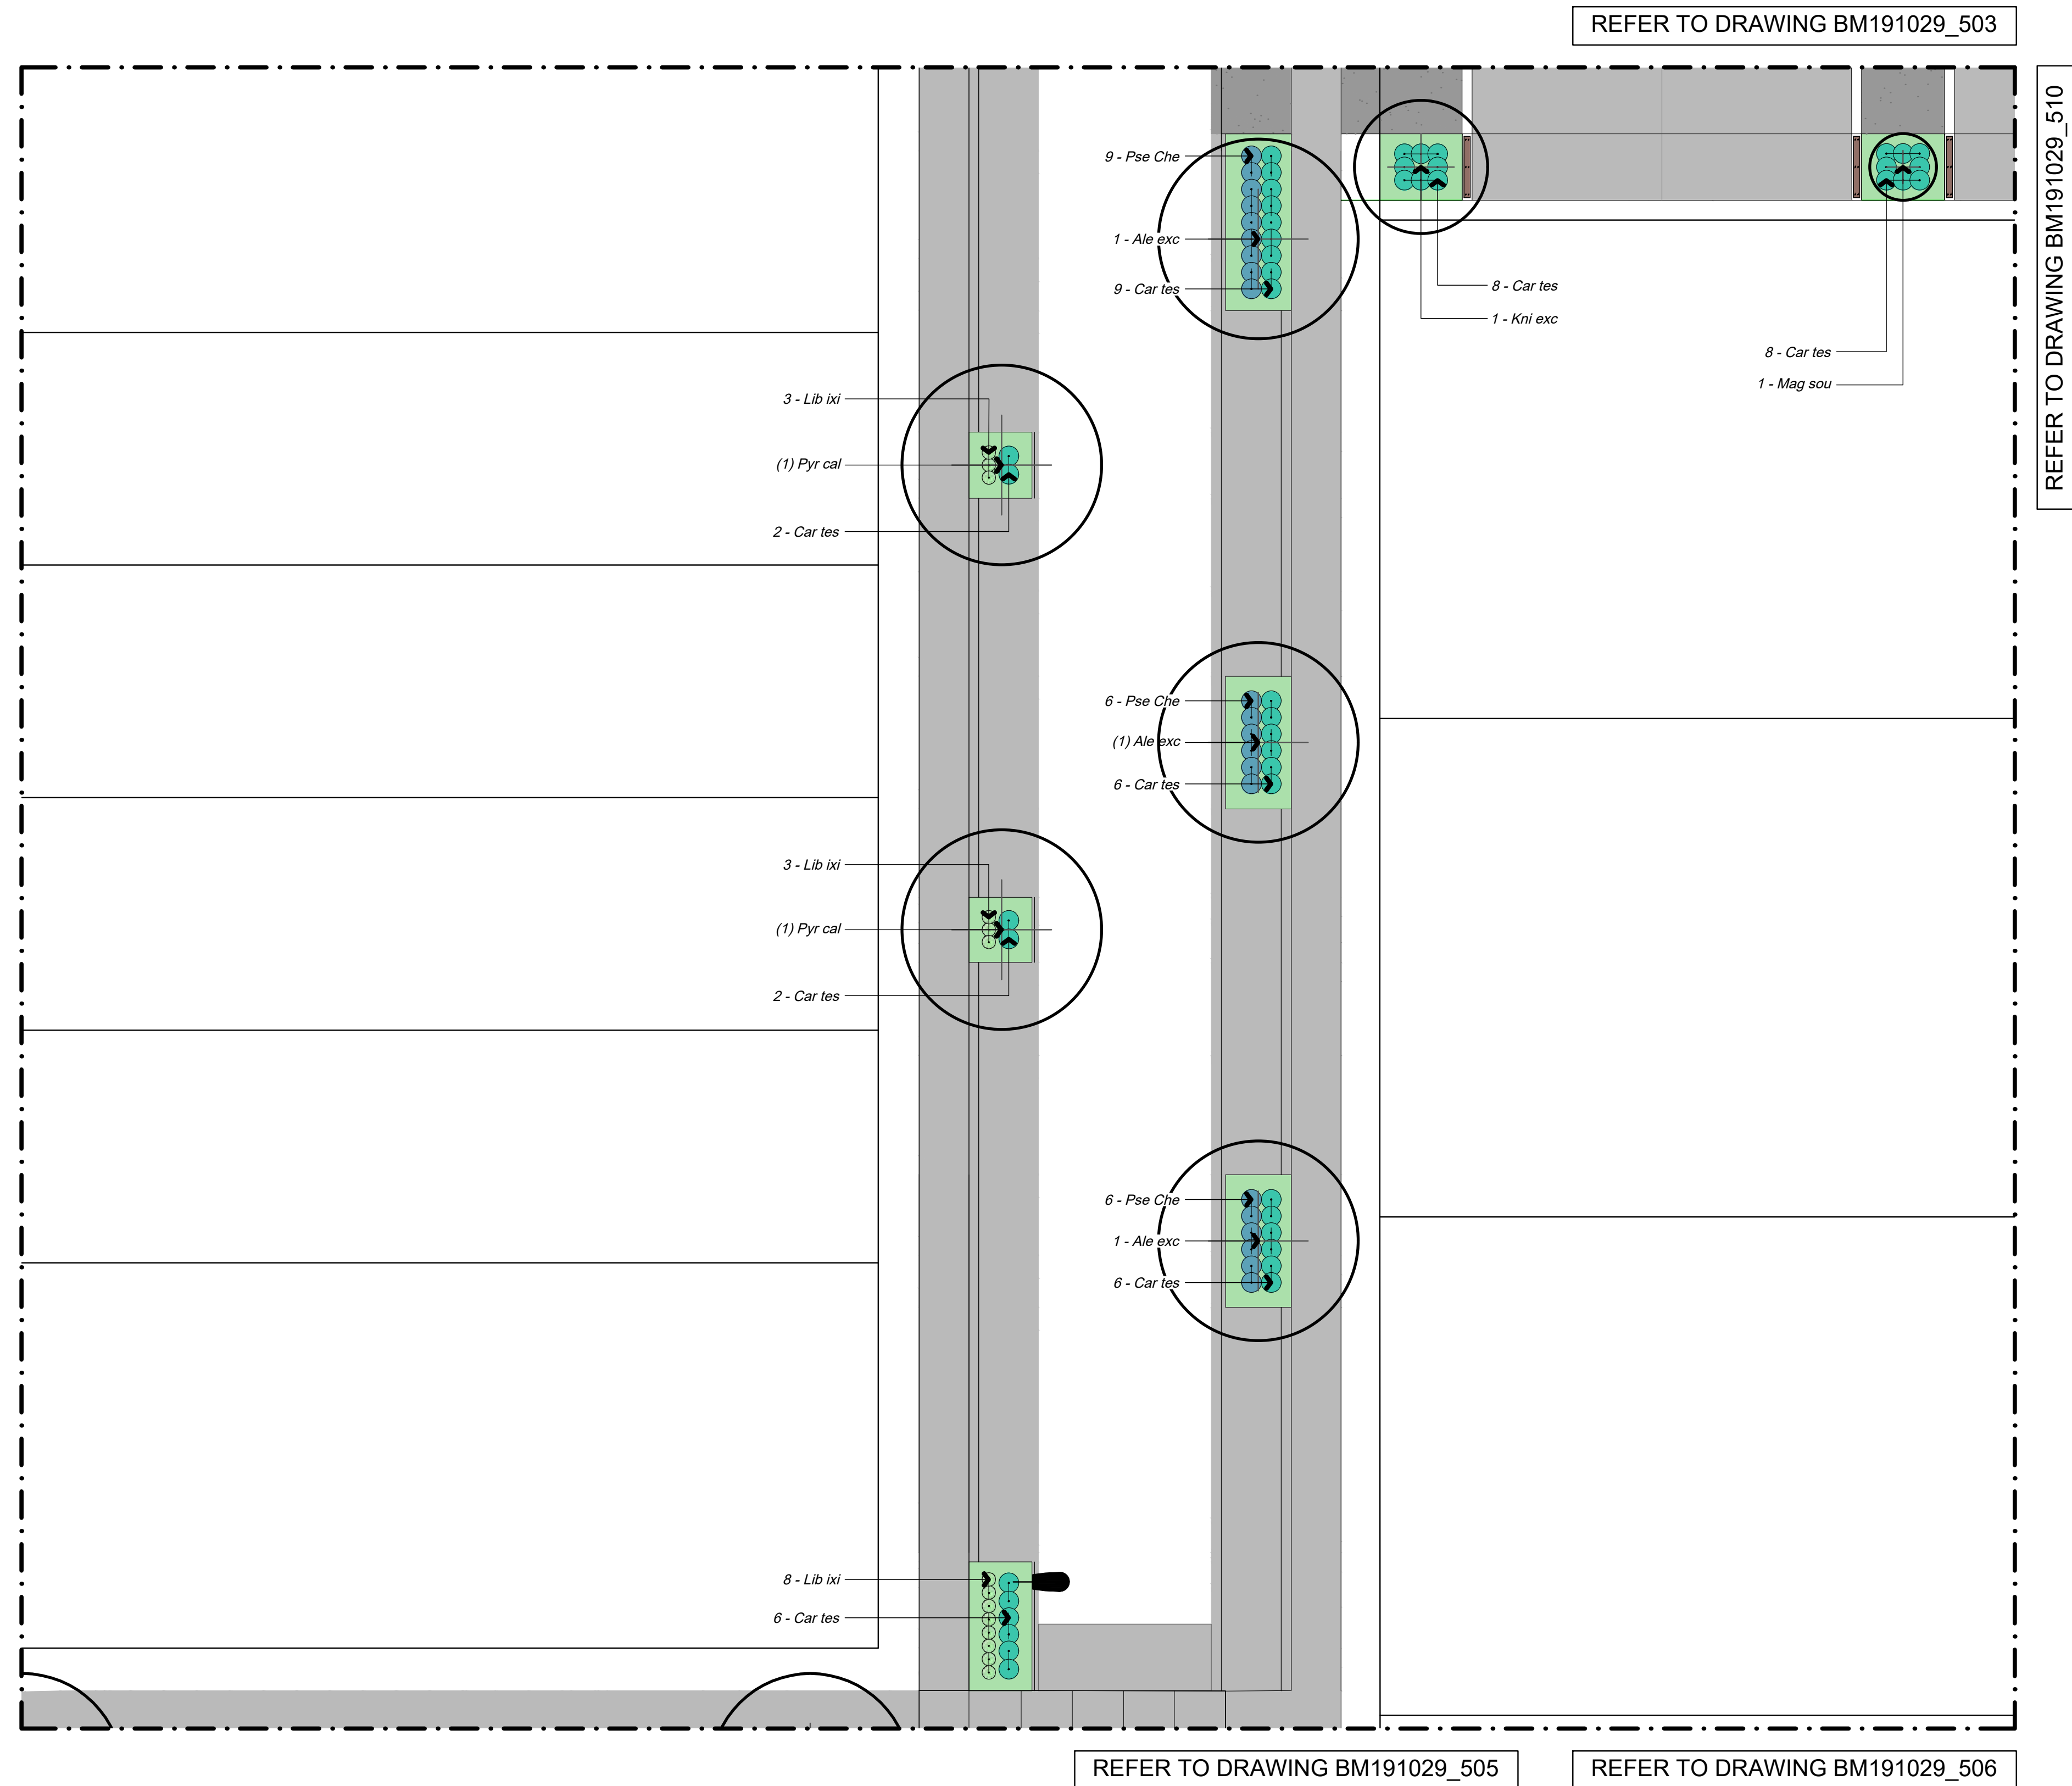 REFER TO DRAWING BM191029_503
REFER TO DRAWING BM191029_510
9 - Pse Che
1 - Ale exc
9 - Car tes
8 - Car tes
1 - Kni exc
8 - Car tes
1 - Mag sou
3 - Lib ixi
(1) Pyr cal
2 - Car tes
6 - Pse Che
(1) Ale exc
6 - Car tes
3 - Lib ixi
(1) Pyr cal
2 - Car tes
6 - Pse Che
1 - Ale exc
6 - Car tes
8 - Lib ixi
6 - Car tes
REFER TO DRAWING BM191029_505
REFER TO DRAWING BM191029_506